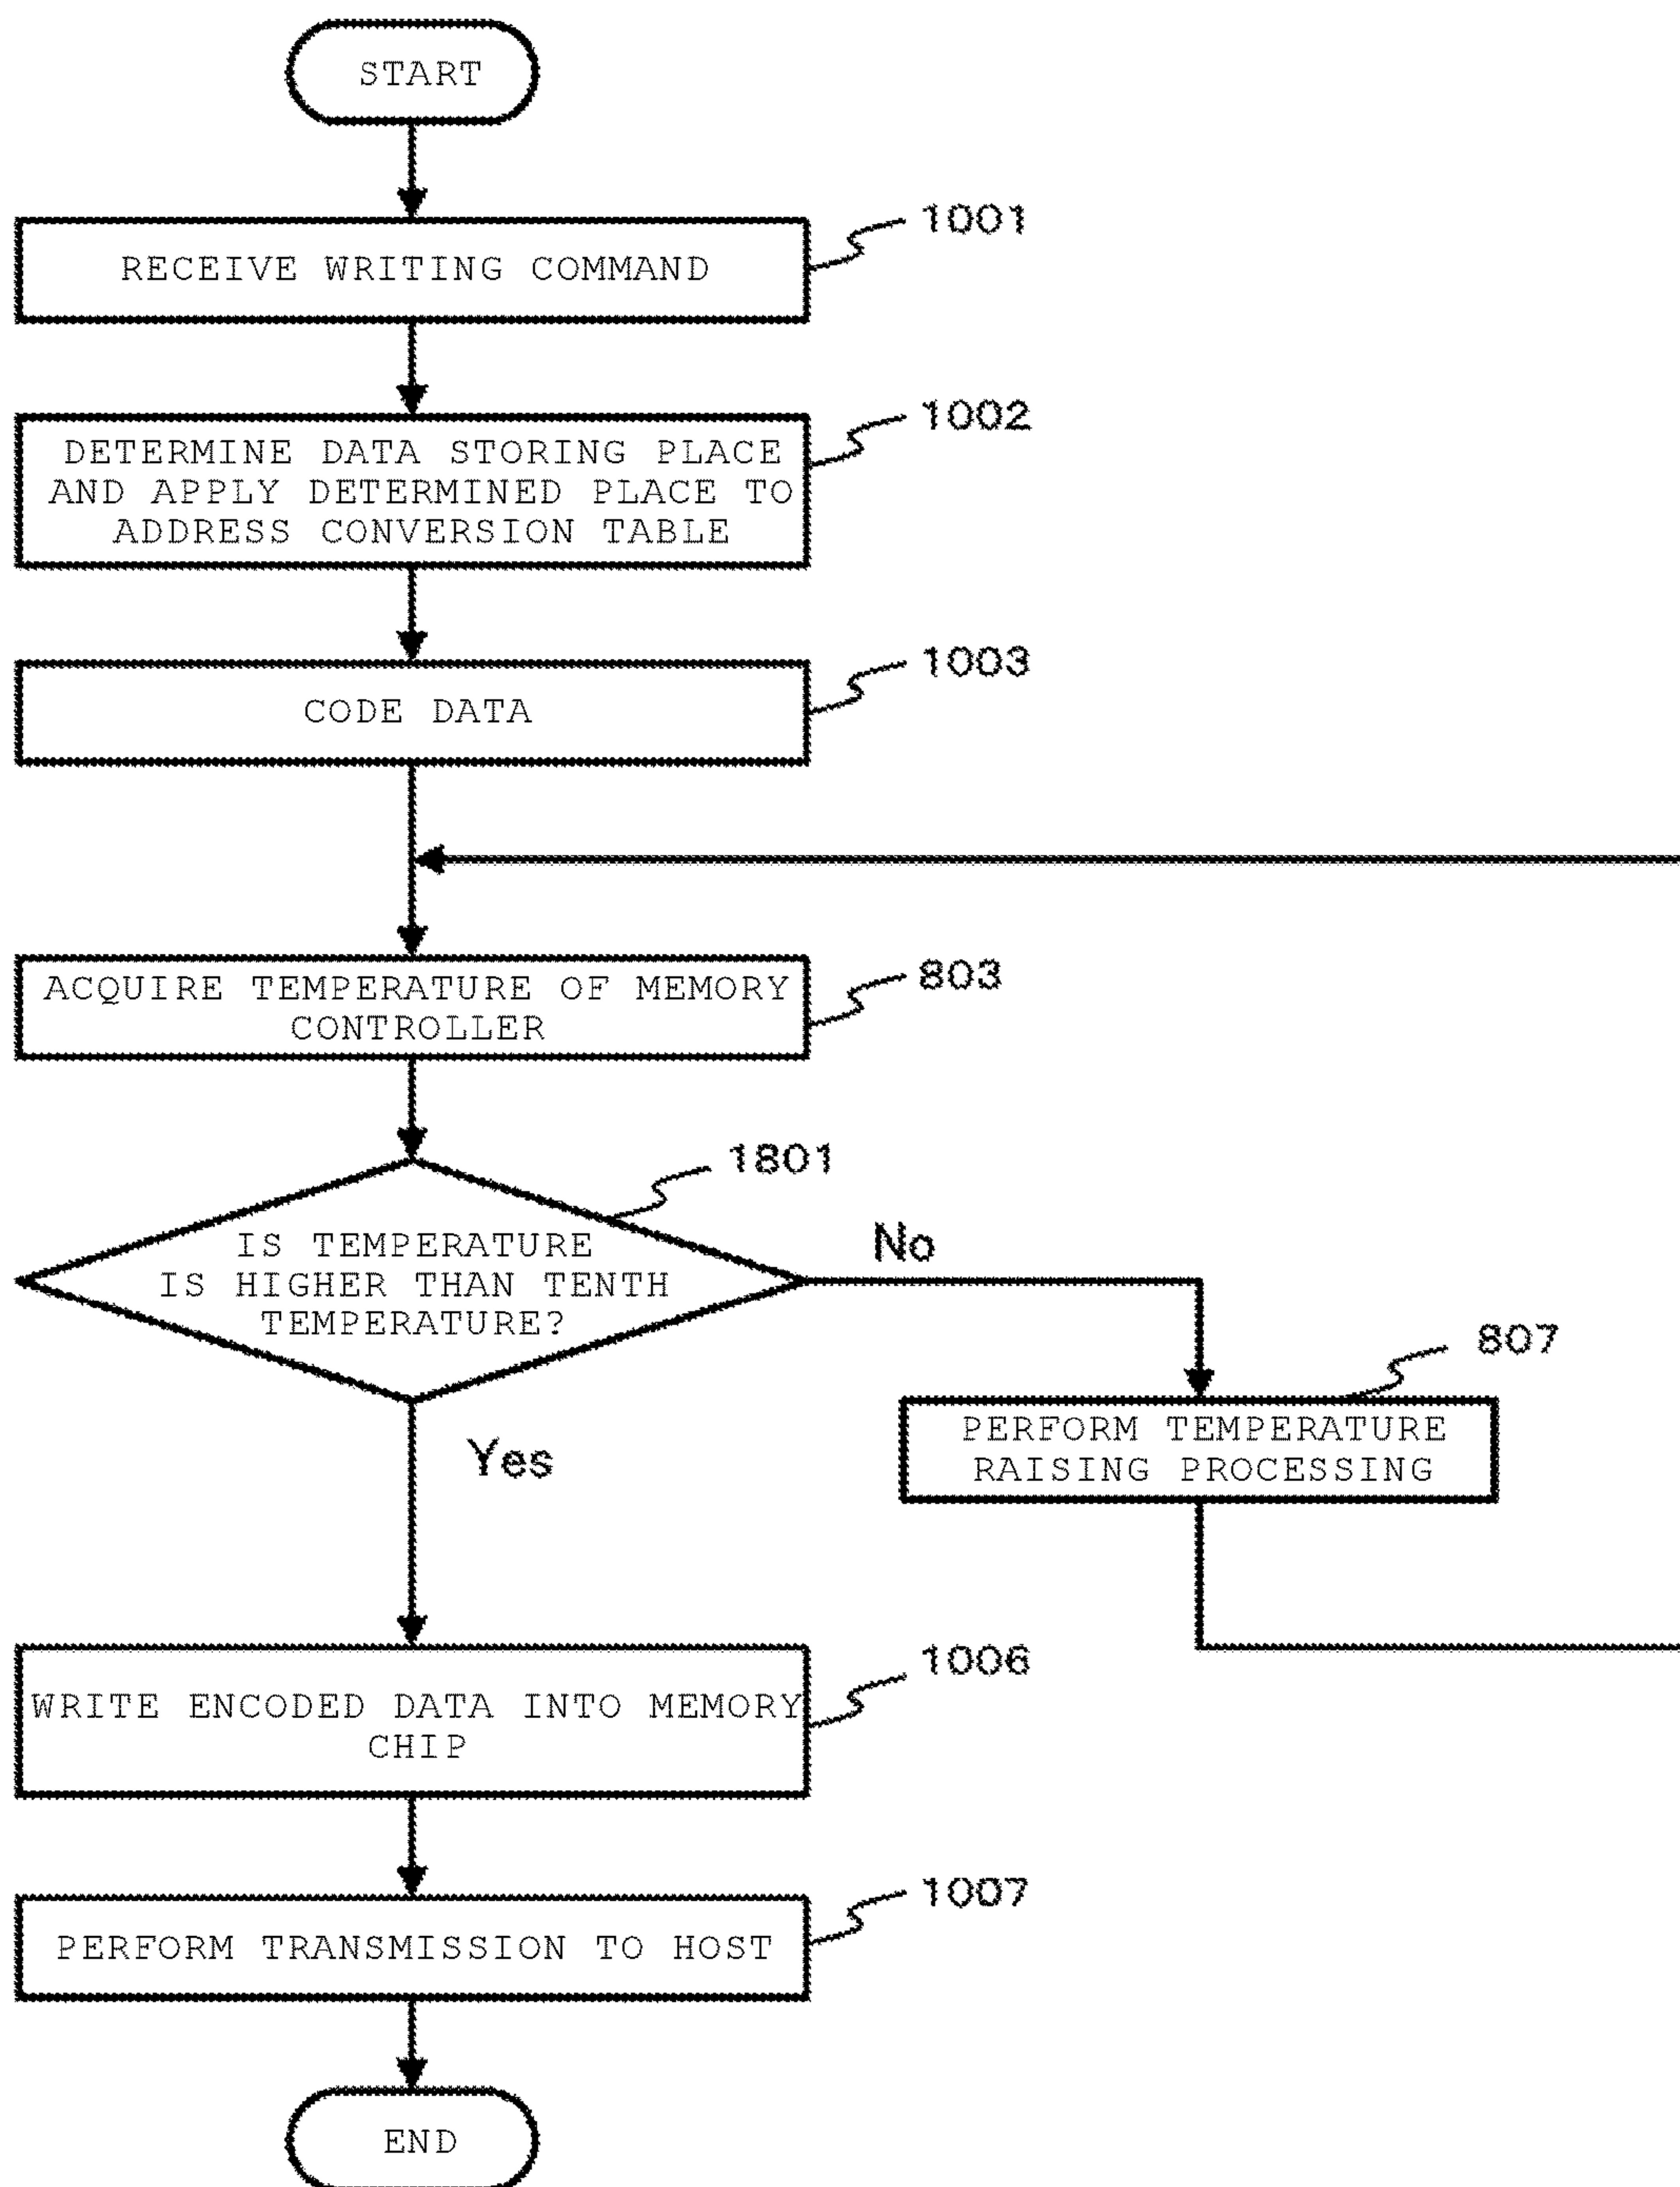 START
1001
RECEIVE WRITING COMMAND
1002
DETERMINE DATA STORING PLACE
AND APPLY DETERMINED PLACE TO
ADDRESS CONVERSION TABLE
1003
CODE DATA
803
ACQUIRE TEMPERATURE OF MEMORY
CONTROLLER
1801
IS TEMPERATURE
IS HIGHER THAN TENTH
TEMPERATURE?
No
807
PERFORM TEMPERATURE
RAISING PROCESSING
Yes
1006
WRITE ENCODED DATA INTO MEMORY
CHIP
1007
PERFORM TRANSMISSION TO HOST
END